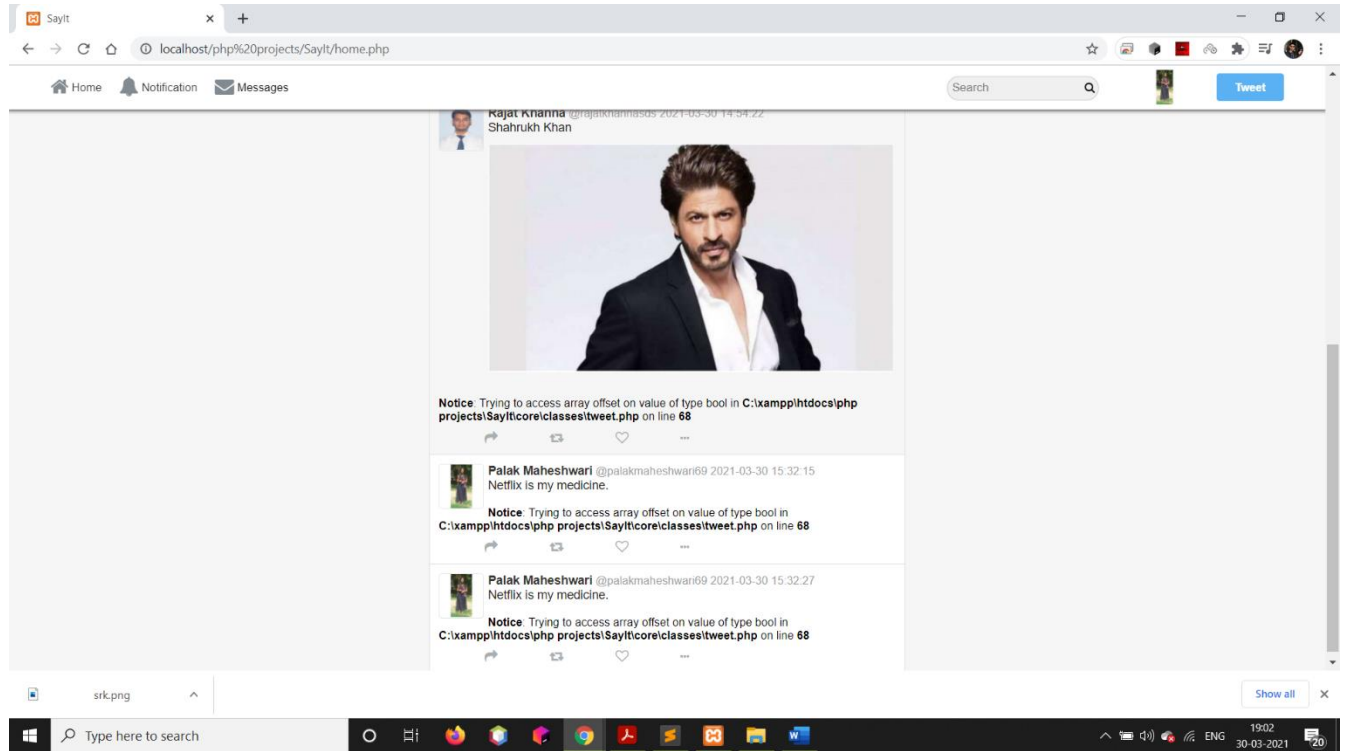 SayIt
localhost/php%20projects/SayIt/home.php
Home Notification Messages Search Tweet
Rajat Khanna @rajatkhannasds 2021-03-30 14:54:22
Shahrukh Khan
Notice: Trying to access array offset on value of type bool in C:\xampp\htdocs\php
projects\SayIt\core\classes\tweet.php on line 68
Palak Maheshwari @palakmaheshwari69 2021-03-30 15:32:15
Netflix is my medicine.
Notice: Trying to access array offset on value of type bool in
C:\xampp\htdocs\php projects\SayIt\core\classes\tweet.php on line 68
Palak Maheshwari @palakmaheshwari69 2021-03-30 15:32:27
Netflix is my medicine.
Notice: Trying to access array offset on value of type bool in
C:\xampp\htdocs\php projects\SayIt\core\classes\tweet.php on line 68
srk.png Show all
Type here to search ENG 19:02
30-03-2021 20